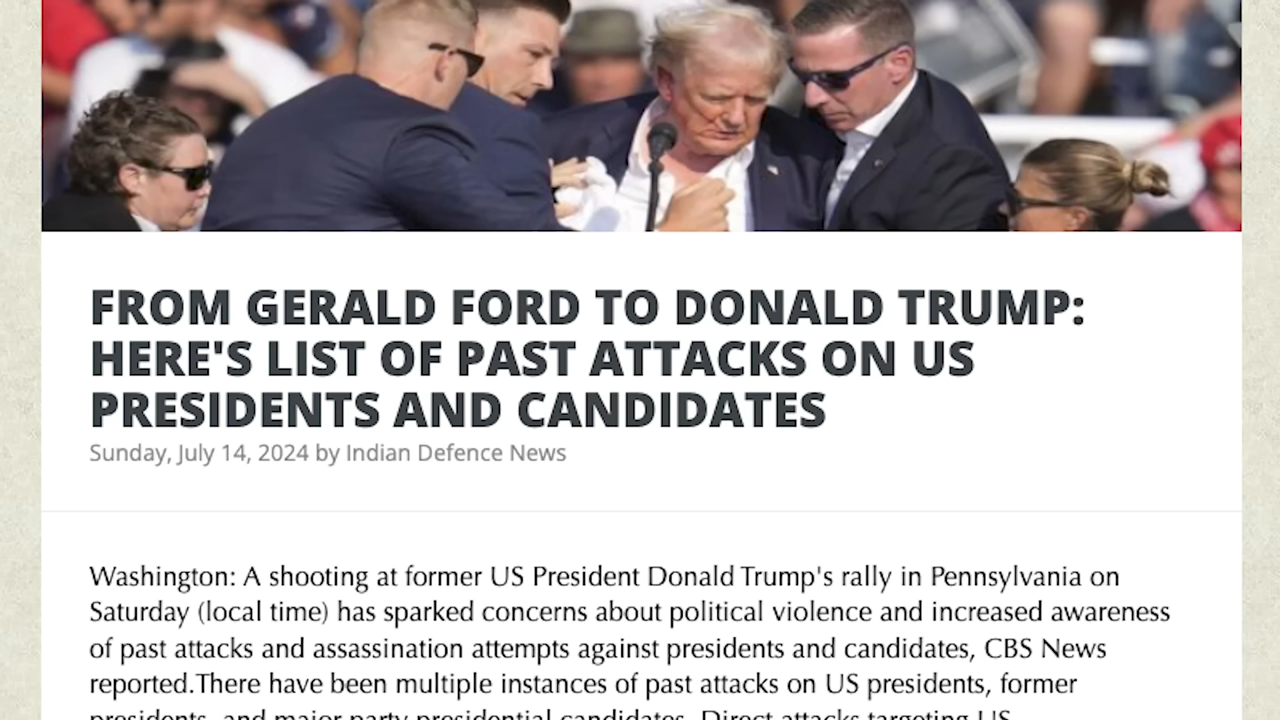 FROM GERALD FORD TO DONALD TRUMP:
HERE'S LIST OF PAST ATTACKS ON US
PRESIDENTS AND CANDIDATES
Sunday, July 14, 2024 by Indian Defence News
Washington: A shooting at former US President Donald Trump's rally in Pennsylvania on
Saturday (local time) has sparked concerns about political violence and increased awareness
of past attacks and assassination attempts against presidents and candidates, CBS News
reported.There have been multiple instances of past attacks on US presidents, former
presidents, and major party presidential candidates. Direct attacks targeting US